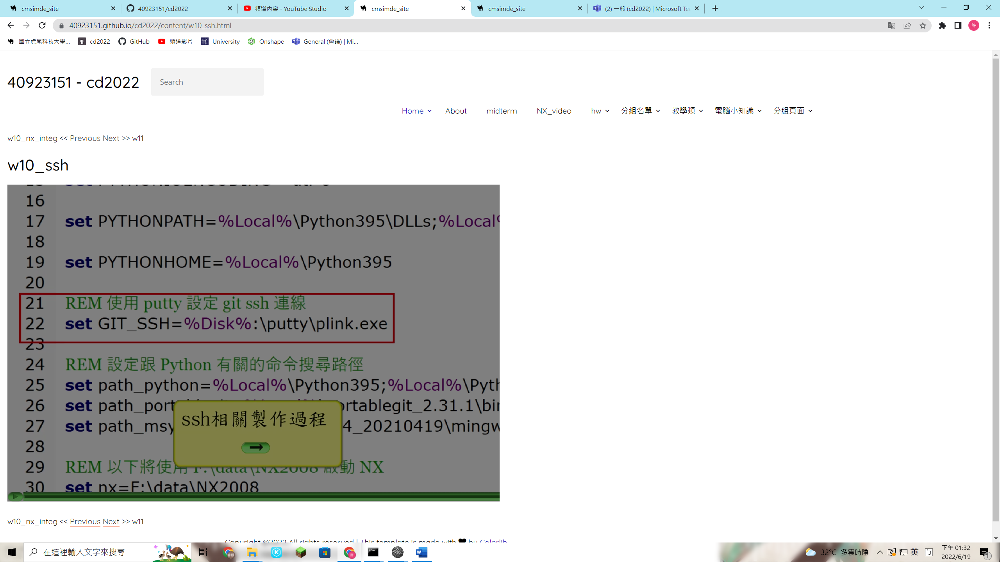 cmsimde_site
40923151/cd2022
頻道內容 - YouTube Studio
cmsimde_site
cmsimde_site
(2) 一般 (cd2022) | Microsoft Te
40923151.github.io/cd2022/content/w10_ssh.html
許
國立虎尾科技大學...
cd2022
GitHub
頻道影片
University
Onshape
General (會議) | Mi...
40923151 - cd2022
Search
Home
About
midterm
NX_video
hw
分組名單
教學類
電腦小知識
分組頁面
w10_nx_integ << Previous Next >> w11
w10_ssh
16
17 set PYTHONPATH=%Local%\Python395\DLLs;%Local%
18
19 set PYTHONHOME=%Local%\Python395
20
21 REM 使用 putty 設定 git ssh 連線
22 set GIT_SSH=%Disk%:\putty\plink.exe
23
24 REM 設定跟 Python 有關的命令搜尋路徑
25 set path_python=%Local%\Python395;%Local%\Pyth
26 set path_port ortablegit_2.31.1\bin
27 set path_msy 4_20210419\mingw
ssh相關製作過程
28
29 REM 以下將使用 F:\data\NX2008 啟動 NX
30 set nx=F:\data\NX2008
w10_nx_integ << Previous Next >> w11
Copyright ©2022 All rights reserved | This template is made with by Colorlib
在這裡輸入文字來搜尋
32°C 多雲時陰
英
ㄅ
下午 01:32
2022/6/19
1